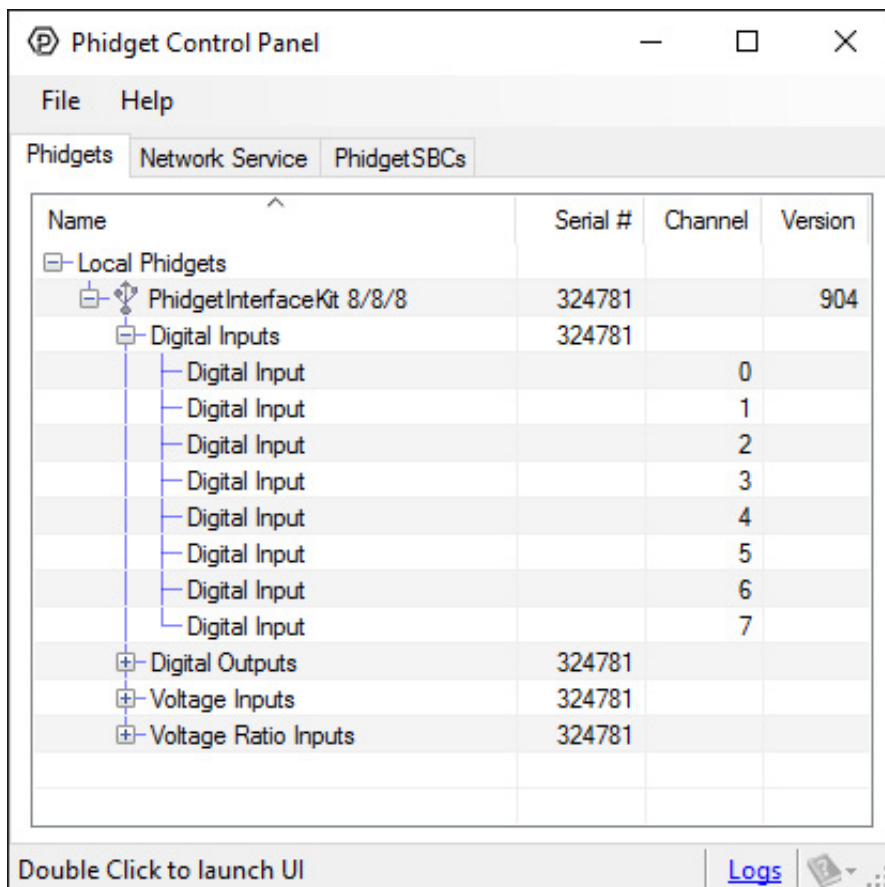 Phidget Control Panel
File Help
Phidgets Network Service PhidgetSBCs
Name Serial # Channel Version
Local Phidgets
PhidgetInterfaceKit 8/8/8 324781 904
Digital Inputs 324781
Digital Input 0
Digital Input 1
Digital Input 2
Digital Input 3
Digital Input 4
Digital Input 5
Digital Input 6
Digital Input 7
Digital Outputs 324781
Voltage Inputs 324781
Voltage Ratio Inputs 324781
Double Click to launch UI Logs